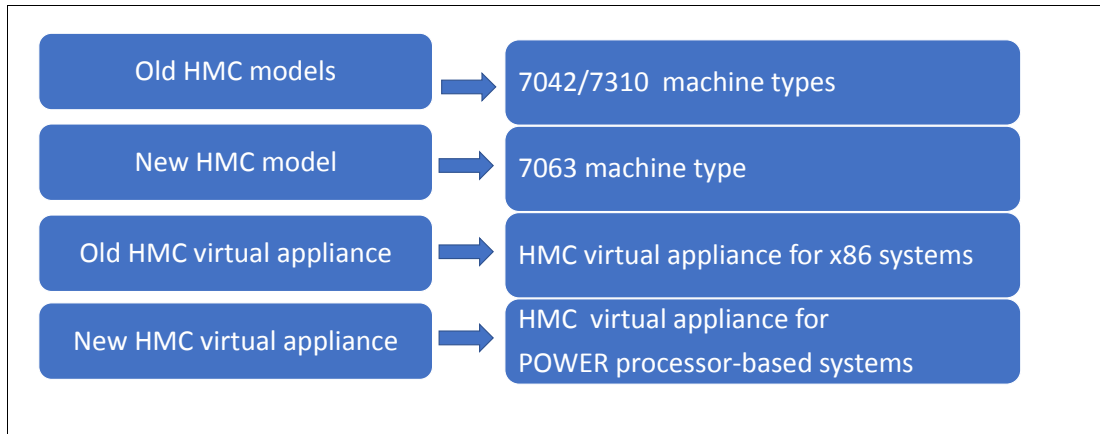 Old HMC models
7042/7310  machine types
New HMC model
7063 machine type
Old HMC virtual appliance
HMC virtual appliance for x86 systems
New HMC virtual appliance
HMC  virtual appliance for
POWER processor-based systems